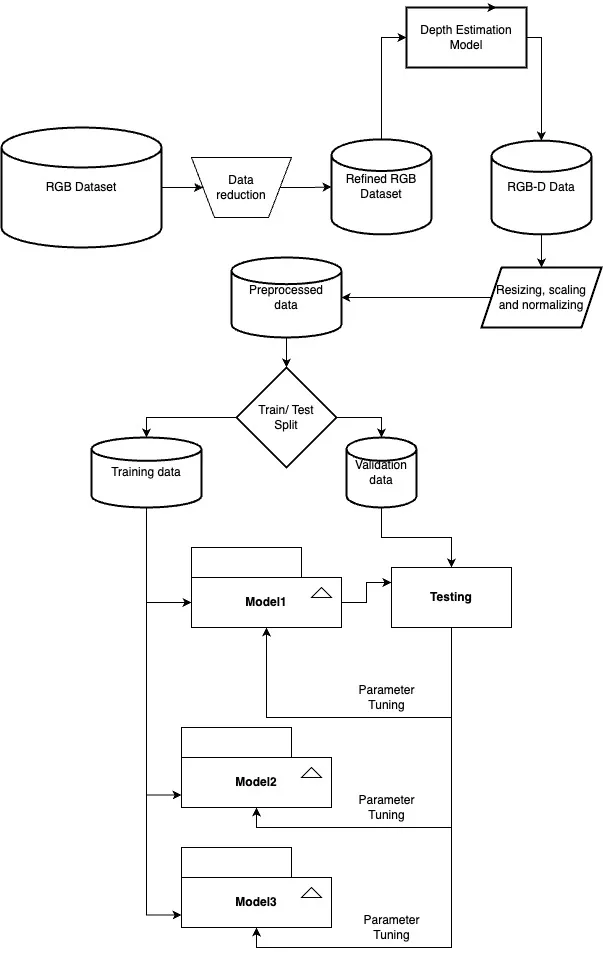 Depth Estimation
Model
RGB Dataset
Data
reduction
Refined RGB
Dataset
RGB-D Data
Resizing, scaling
and normalizing
Preprocessed
data
Train/ Test
Split
Training data
Validation
data
Model1
Testing
Parameter
Tuning
Model2
Parameter
Tuning
Model3
Parameter
Tuning